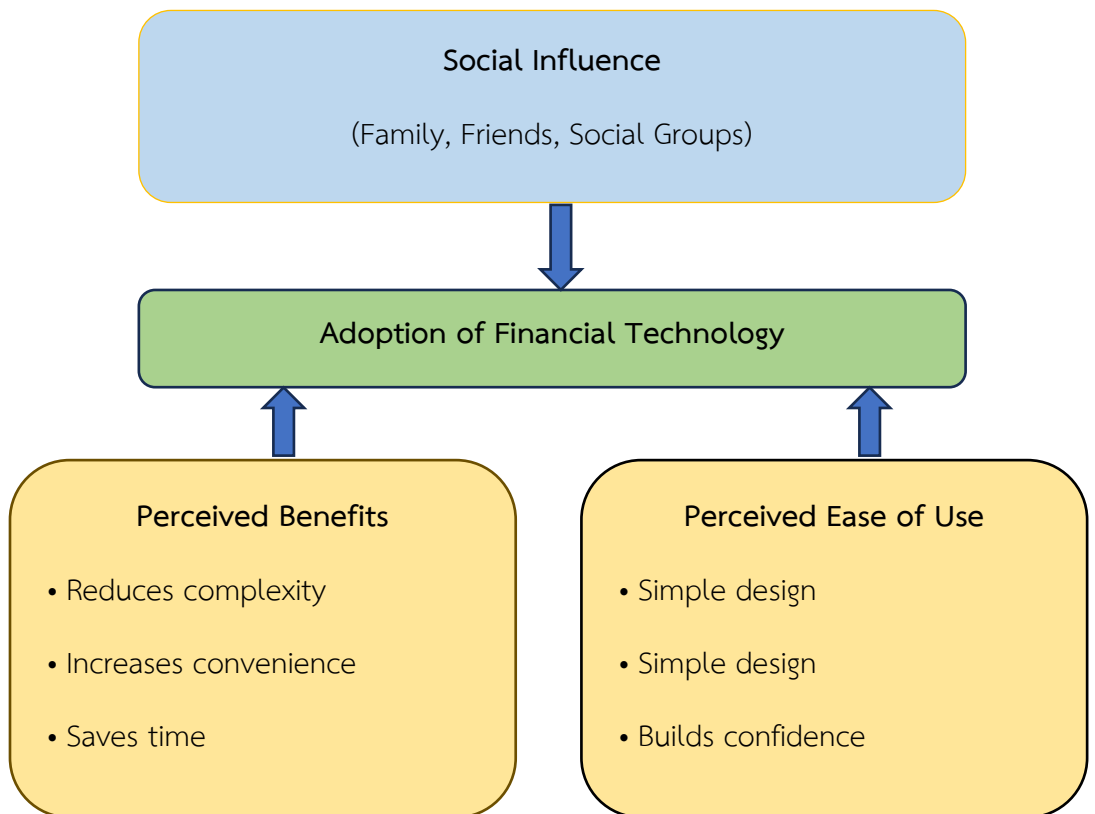 Social Influence
(Family, Friends, Social Groups)
Adoption of Financial Technology
Perceived Benefits
• Reduces complexity
• Increases convenience
• Saves time
Perceived Ease of Use
• Simple design
• Simple design
• Builds confidence